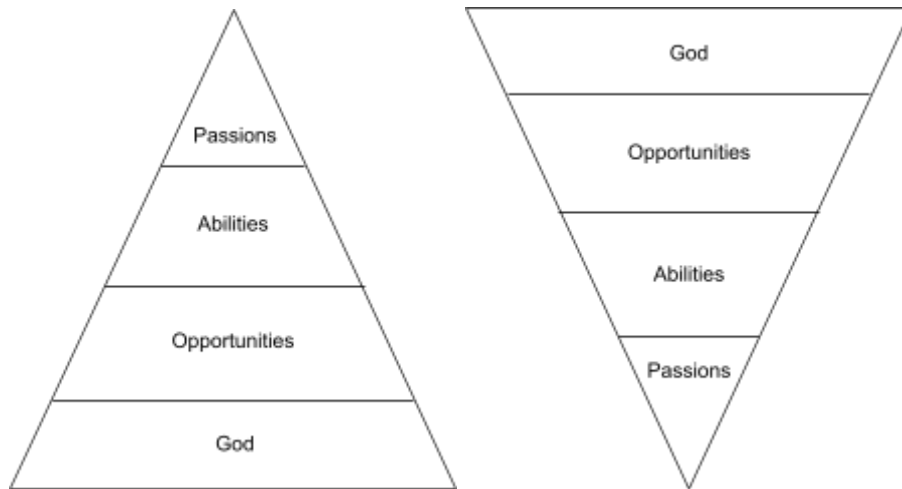 Passions
Abilities
Opportunities
God
God
Opportunities
Abilities
Passions